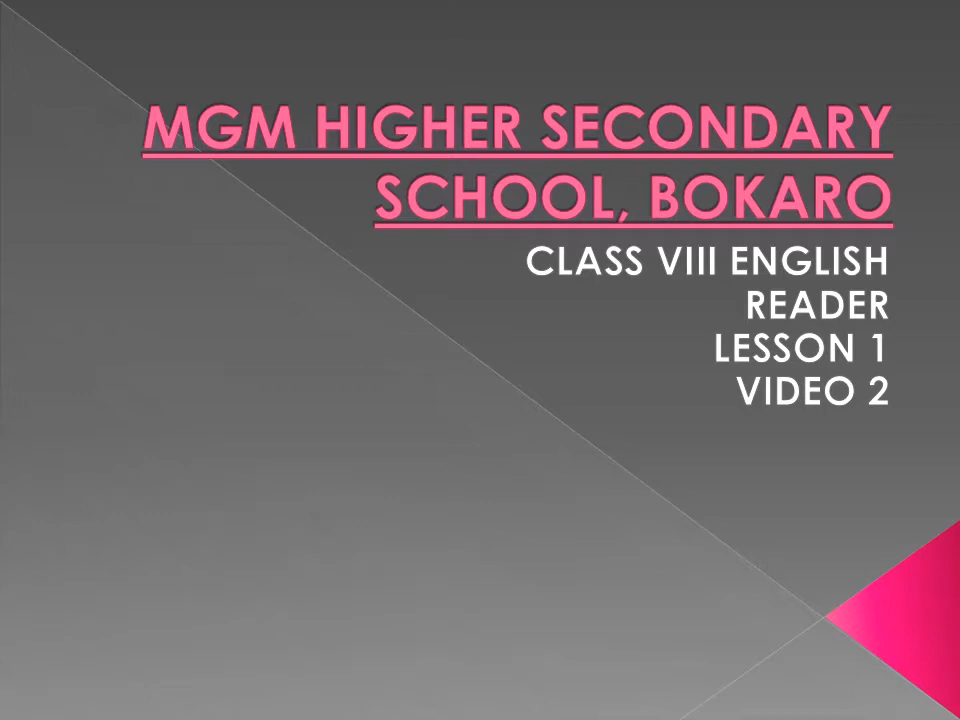 MGM HIGHER SECONDARY
SCHOOL, BOKARO
CLASS VIII ENGLISH
READER
LESSON 1
VIDEO 2